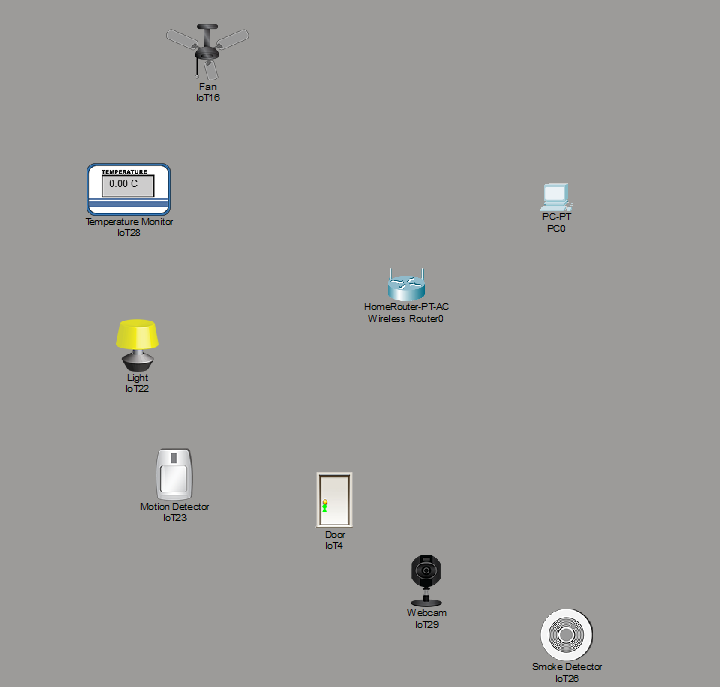 Fan
IoT16
TEMPERATURE
0.00 C
Temperature Monitor
IoT28
PC-PT
PC0
HomeRouter-PT-AC
Wireless Router0
Light
IoT22
Motion Detector
IoT23
Door
IoT4
Webcam
IoT29
Smoke Detector
IoT26